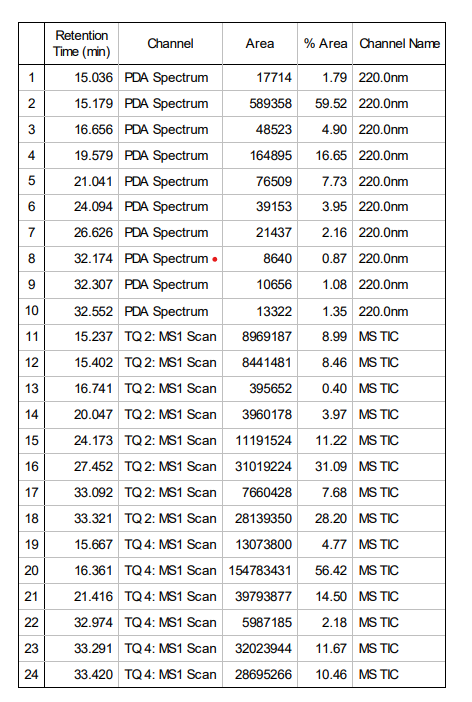 Retention Time (min) Channel Area % Area Channel Name
1 15.036 PDA Spectrum 17714 1.79 220.0nm
2 15.179 PDA Spectrum 589358 59.52 220.0nm
3 16.656 PDA Spectrum 48523 4.90 220.0nm
4 19.579 PDA Spectrum 164895 16.65 220.0nm
5 21.041 PDA Spectrum 76509 7.73 220.0nm
6 24.094 PDA Spectrum 39153 3.95 220.0nm
7 26.626 PDA Spectrum 21437 2.16 220.0nm
8 32.174 PDA Spectrum 8640 0.87 220.0nm
9 32.307 PDA Spectrum 10656 1.08 220.0nm
10 32.552 PDA Spectrum 13322 1.35 220.0nm
11 15.237 TQ 2: MS1 Scan 8969187 8.99 MS TIC
12 15.402 TQ 2: MS1 Scan 8441481 8.46 MS TIC
13 16.741 TQ 2: MS1 Scan 395652 0.40 MS TIC
14 20.047 TQ 2: MS1 Scan 3960178 3.97 MS TIC
15 24.173 TQ 2: MS1 Scan 11191524 11.22 MS TIC
16 27.452 TQ 2: MS1 Scan 31019224 31.09 MS TIC
17 33.092 TQ 2: MS1 Scan 7660428 7.68 MS TIC
18 33.321 TQ 2: MS1 Scan 28139350 28.20 MS TIC
19 15.667 TQ 4: MS1 Scan 13073800 4.77 MS TIC
20 16.361 TQ 4: MS1 Scan 154783431 56.42 MS TIC
21 21.416 TQ 4: MS1 Scan 39793877 14.50 MS TIC
22 32.974 TQ 4: MS1 Scan 5987185 2.18 MS TIC
23 33.291 TQ 4: MS1 Scan 32023944 11.67 MS TIC
24 33.420 TQ 4: MS1 Scan 28695266 10.46 MS TIC